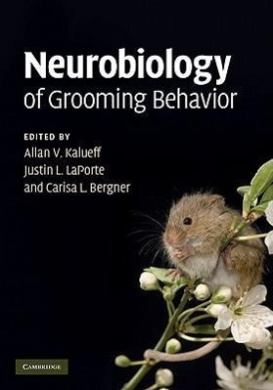 Neurobiology
of Grooming Behavior
EDITED BY
Allan V. Kalueff
Justin L. LaPorte
and Carisa L. Bergner
CAMBRIDGE